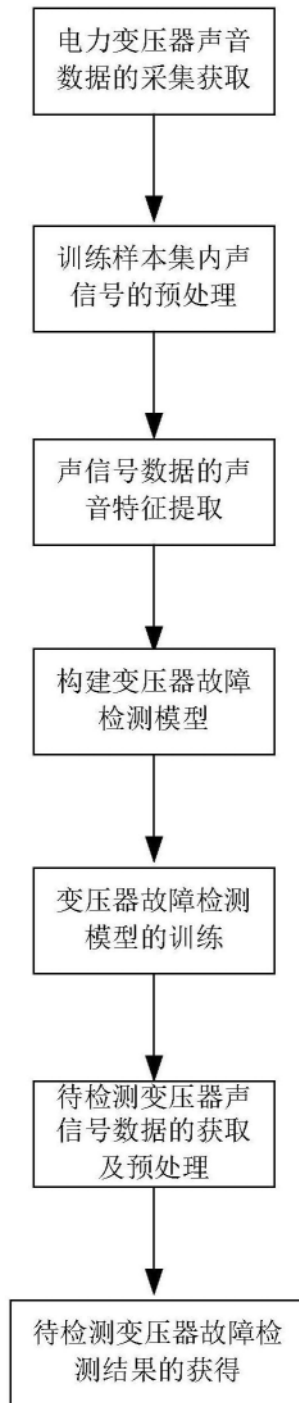 电力变压器声音
数据的采集获取
训练样本集内声
信号的预处理
声信号数据的声
音特征提取
构建变压器故障
检测模型
变压器故障检测
模型的训练
待检测变压器声
信号数据的获取
及预处理
待检测变压器故障检
测结果的获得